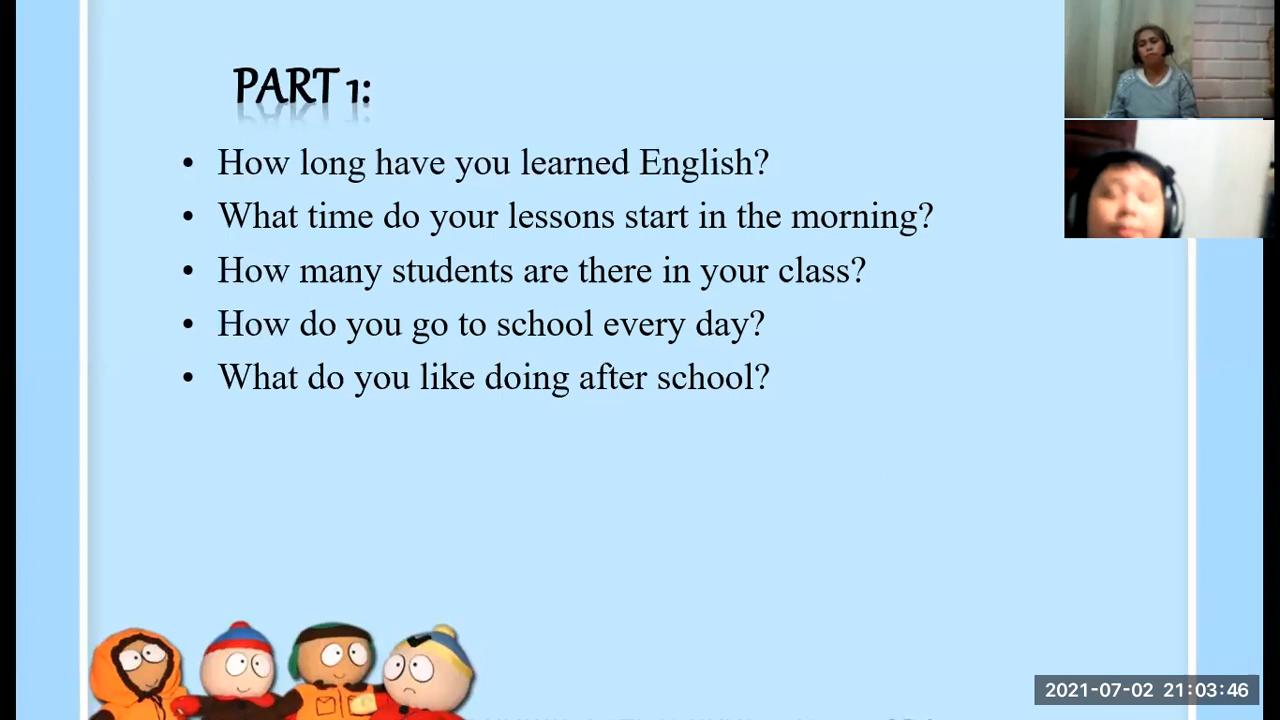 PART 1:
• How long have you learned English?
• What time do your lessons start in the morning?
• How many students are there in your class?
• How do you go to school every day?
• What do you like doing after school?
2021-07-02 21:03:46